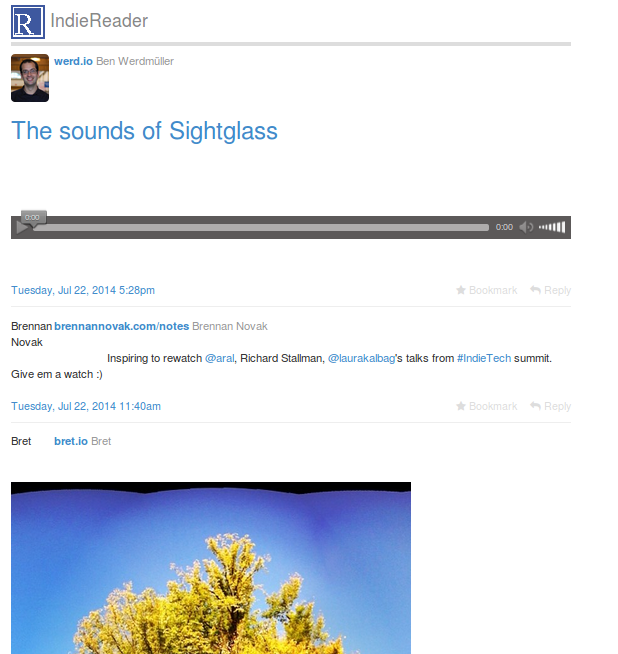 R IndieReader
werd.io Ben Werdmüller
The sounds of Sightglass
0:00
0:00
Tuesday, Jul 22, 2014 5:28pm Bookmark Reply
Brennan brennannovak.com/notes Brennan Novak
Novak
Inspiring to rewatch @aral, Richard Stallman, @laurakalbag's talks from #IndieTech summit.
Give em a watch :)
Tuesday, Jul 22, 2014 11:40am Bookmark Reply
Bret bret.io Bret